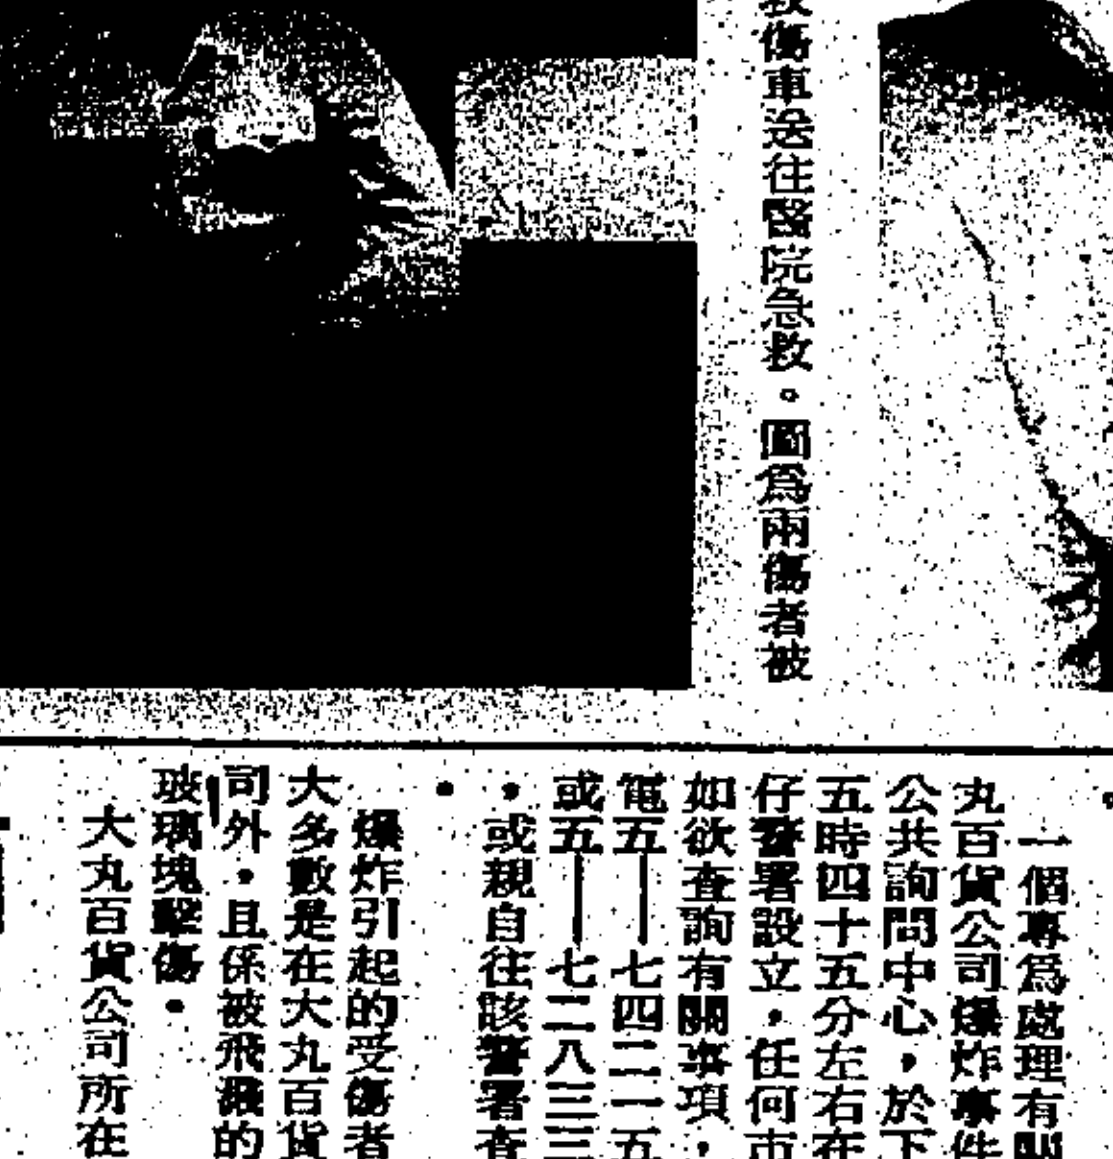 救傷車送往醫院急救。圖爲兩傷者被
一個專爲處理有關
丸百貨公司爆炸事件
公共詢問中心，於下
五時四十五分左右在
仔警署設立，任何市
如欲查詢有關事項，
電五——七四二一五
或五——七二八三三
，或親自往該警署查
。
爆炸引起的受傷者
大多數是在大丸百貨
司外，且係被飛濺的
玻璃塊擊傷。
大丸百貨公司所在